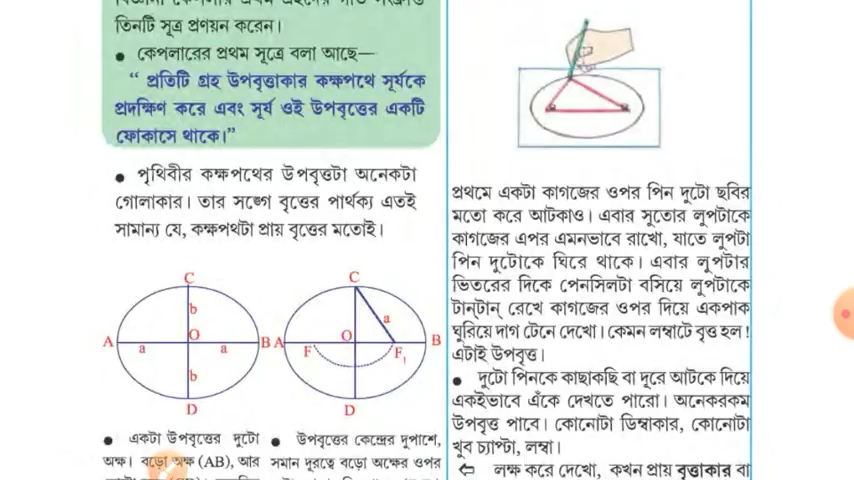 তিনটি সূত্র প্রণয়ন করেন।
● কেপলারের প্রথম সূত্রে বলা আছে—
“ প্রতিটি গ্রহ উপবৃত্তাকার কক্ষপথে সূর্যকে
প্রদক্ষিণ করে এবং সূর্য ওই উপবৃত্তের একটি
ফোকাসে থাকে।”
● পৃথিবীর কক্ষপথের উপবৃত্তটা অনেকটা
গোলাকার। তার সঙ্গে বৃত্তের পার্থক্য এতই
সামান্য যে, কক্ষপথটা প্রায় বৃত্তের মতোই।
C
b
A a O a B
b
D
C
a
A O B
F F₁
D
● একটা উপবৃত্তের দুটো
অক্ষ। বড়ো অক্ষ (AB), আর
● উপবৃত্তের কেন্দ্রের দুপাশে,
সমান দূরত্বে বড়ো অক্ষের ওপর
প্রথমে একটা কাগজের ওপর পিন দুটো ছবির
মতো করে আটকাও। এবার সুতোর লুপটাকে
কাগজের এপর এমনভাবে রাখো, যাতে লুপটা
পিন দুটোকে ঘিরে থাকে। এবার লুপটার
ভিতরের দিকে পেনসিলটা বসিয়ে লুপটাকে
টান্‌টান্‌ রেখে কাগজের ওপর দিয়ে একপাক
ঘুরিয়ে দাগ টেনে দেখো। কেমন লম্বাটে বৃত্ত হল!
এটাই উপবৃত্ত।
● দুটো পিনকে কাছাকছি বা দূরে আটকে দিয়ে
একইভাবে এঁকে দেখতে পারো। অনেকরকম
উপবৃত্ত পাবে। কোনোটা ডিম্বাকার, কোনোটা
খুব চ্যাপ্টা, লম্বা।
⇦ লক্ষ করে দেখো, কখন প্রায় বৃত্তাকার বা